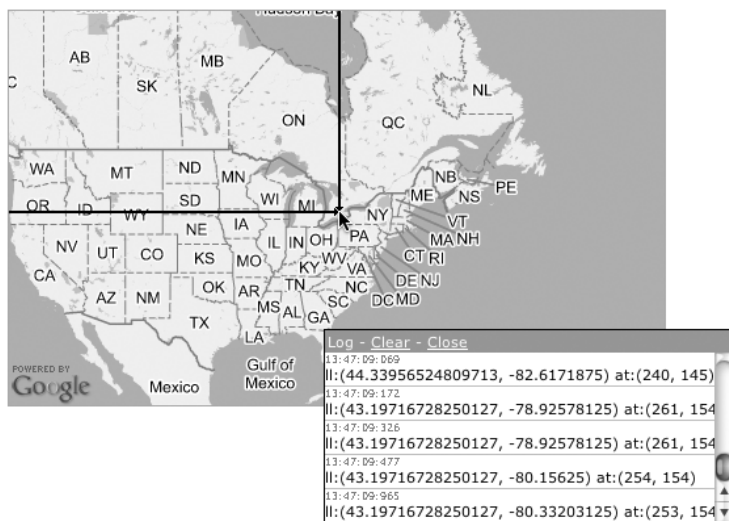 Hudson Bay
AB
MB
C
SK
NL
ON
QC
WA
MT
ND
MN
NB
PE
OR
ID
WY
SD
WI
MI
ME
NS
NY
VT
NE
IA
PA
MA NH
NV
UT
CO
KS
MO
IL
IN
OH
WV
CT RI
CA
KY
VA
DE NJ
AZ
NM
OK
AR
TN
NC
DC MD
TX
MS
AL
GA
SC
LA
POWERED BY
Google
Mexico
Gulf of
Mexico
Log - Clear - Close
13:47:09:069
ll:(44.33956524809713, -82.6171875) at:(240, 145)
13:47:09:172
ll:(43.19716728250127, -78.92578125) at:(261, 154
13:47:09:326
ll:(43.19716728250127, -78.92578125) at:(261, 154
13:47:09:477
ll:(43.19716728250127, -80.15625) at:(254, 154)
13:47:09:965
ll:(43.19716728250127, -80.33203125) at:(253, 154